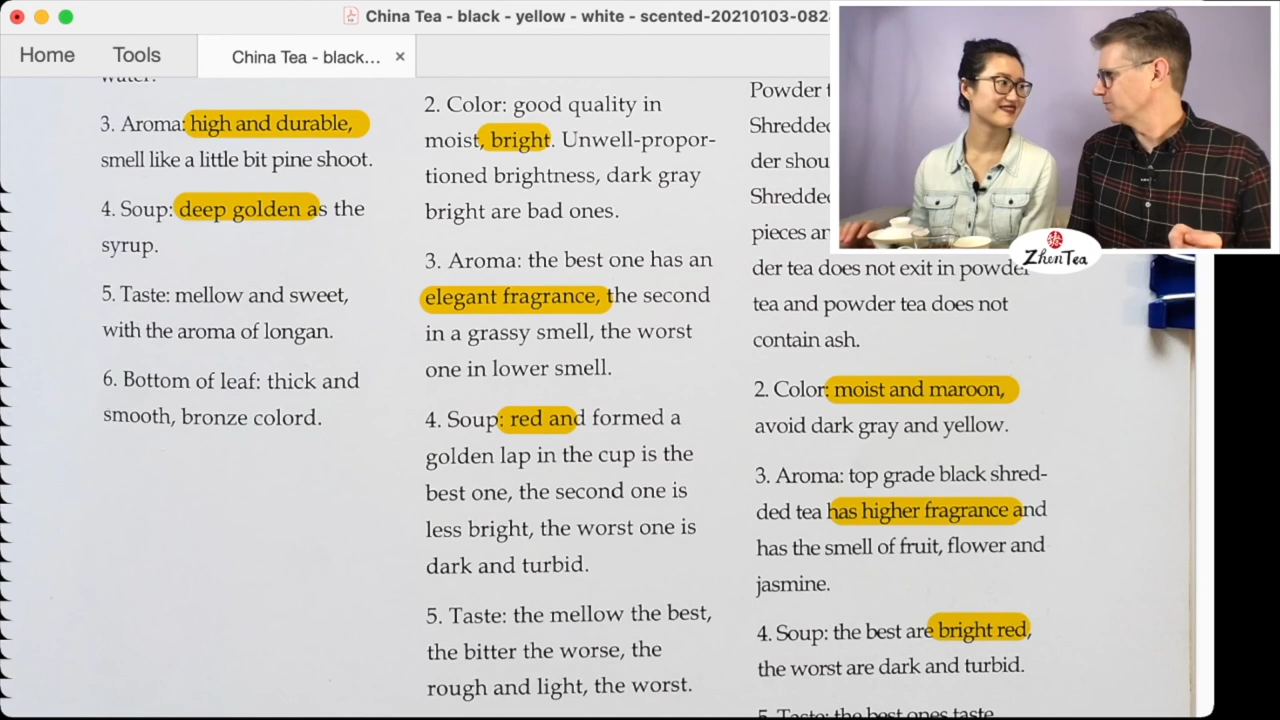 China Tea - black - yellow - white - scented-20210103-082
Home
Tools
China Tea - black...
water.
3. Aroma: high and durable,
smell like a little bit pine shoot.
4. Soup: deep golden as the
syrup.
5. Taste: mellow and sweet,
with the aroma of longan.
6. Bottom of leaf: thick and
smooth, bronze colord.
2. Color: good quality in
moist, bright. Unwell-propor-
tioned brightness, dark gray
bright are bad ones.
3. Aroma: the best one has an
elegant fragrance, the second
in a grassy smell, the worst
one in lower smell.
4. Soup: red and formed a
golden lap in the cup is the
best one, the second one is
less bright, the worst one is
dark and turbid.
5. Taste: the mellow the best,
the bitter the worse, the
rough and light, the worst.
Powder
Shredded
der shou
Shredded
pieces
der tea does not exit in powder
tea and powder tea does not
contain ash.
2. Color: moist and maroon,
avoid dark gray and yellow.
3. Aroma: top grade black shred-
ded tea has higher fragrance and
has the smell of fruit, flower and
jasmine.
4. Soup: the best are bright red,
the worst are dark and turbid.
5. Taste: the best ones taste
ZhenTea